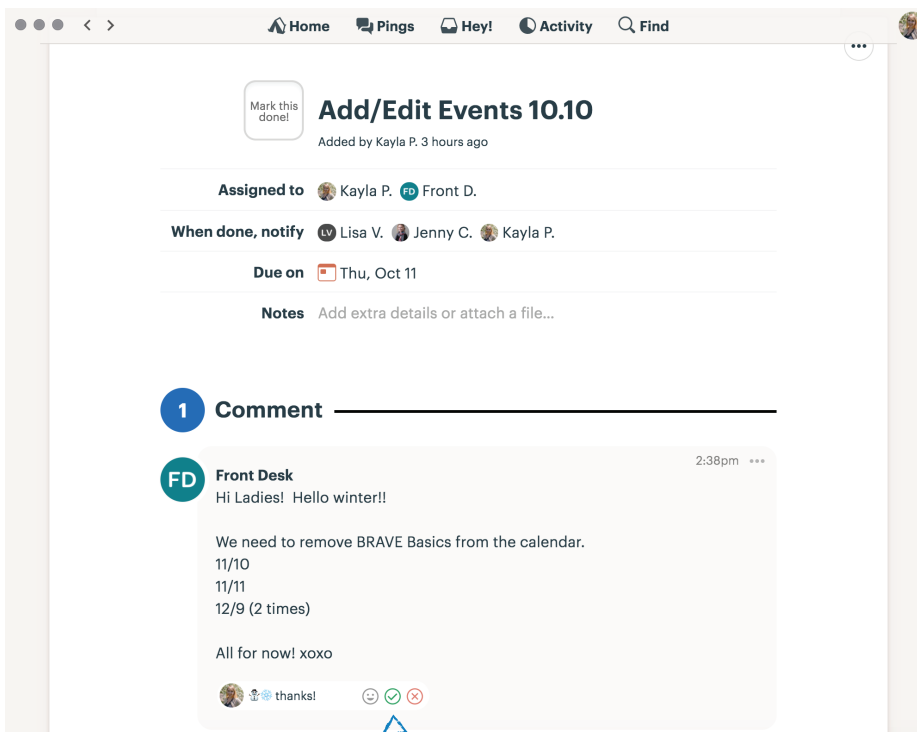 Home Pings Hey! Activity Find
Mark this
done!
Add/Edit Events 10.10
Added by Kayla P. 3 hours ago
Assigned to Kayla P. FD Front D.
When done, notify LV Lisa V. Jenny C. Kayla P.
Due on Thu, Oct 11
Notes Add extra details or attach a file...
1 Comment
2:38pm
FD Front Desk
Hi Ladies!  Hello winter!!
We need to remove BRAVE Basics from the calendar.
11/10
11/11
12/9 (2 times)
All for now! xoxo
☃️❄️ thanks!